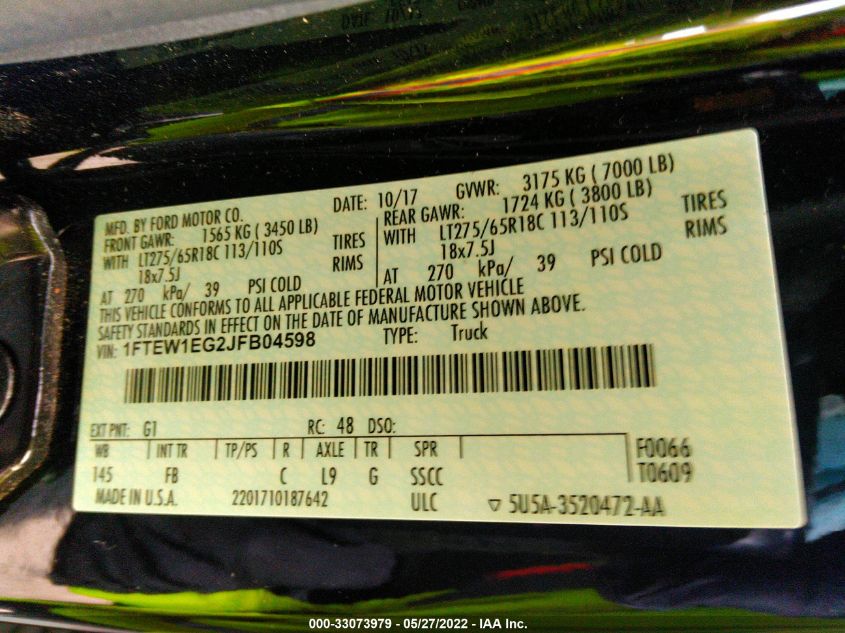 MFD. BY FORD MOTOR CO. DATE: 10/17 GVWR: 3175 KG ( 7000 LB)
FRONT GAWR: 1565 KG ( 3450 LB) REAR GAWR: 1724 KG ( 3800 LB)
WITH LT275/65R18C 113/110S TIRES WITH LT275/65R18C 113/110S TIRES
18x7.5J RIMS 18x7.5J RIMS
AT 270 kPa/ 39 PSI COLD AT 270 kPa/ 39 PSI COLD
THIS VEHICLE CONFORMS TO ALL APPLICABLE FEDERAL MOTOR VEHICLE
SAFETY STANDARDS IN EFFECT ON THE DATE OF MANUFACTURE SHOWN ABOVE.
VIN: 1FTEW1EG2JFB04598 TYPE: Truck
EXT PNT: G1 RC: 48 DSO:
WB INT TR TP/PS R AXLE TR SPR F0066
145 FB C L9 G SSCC T0609
MADE IN U.S.A. 2201710187642 ULC ▽ 5U5A-3520472-AA
000-33073979 - 05/27/2022 - IAA Inc.